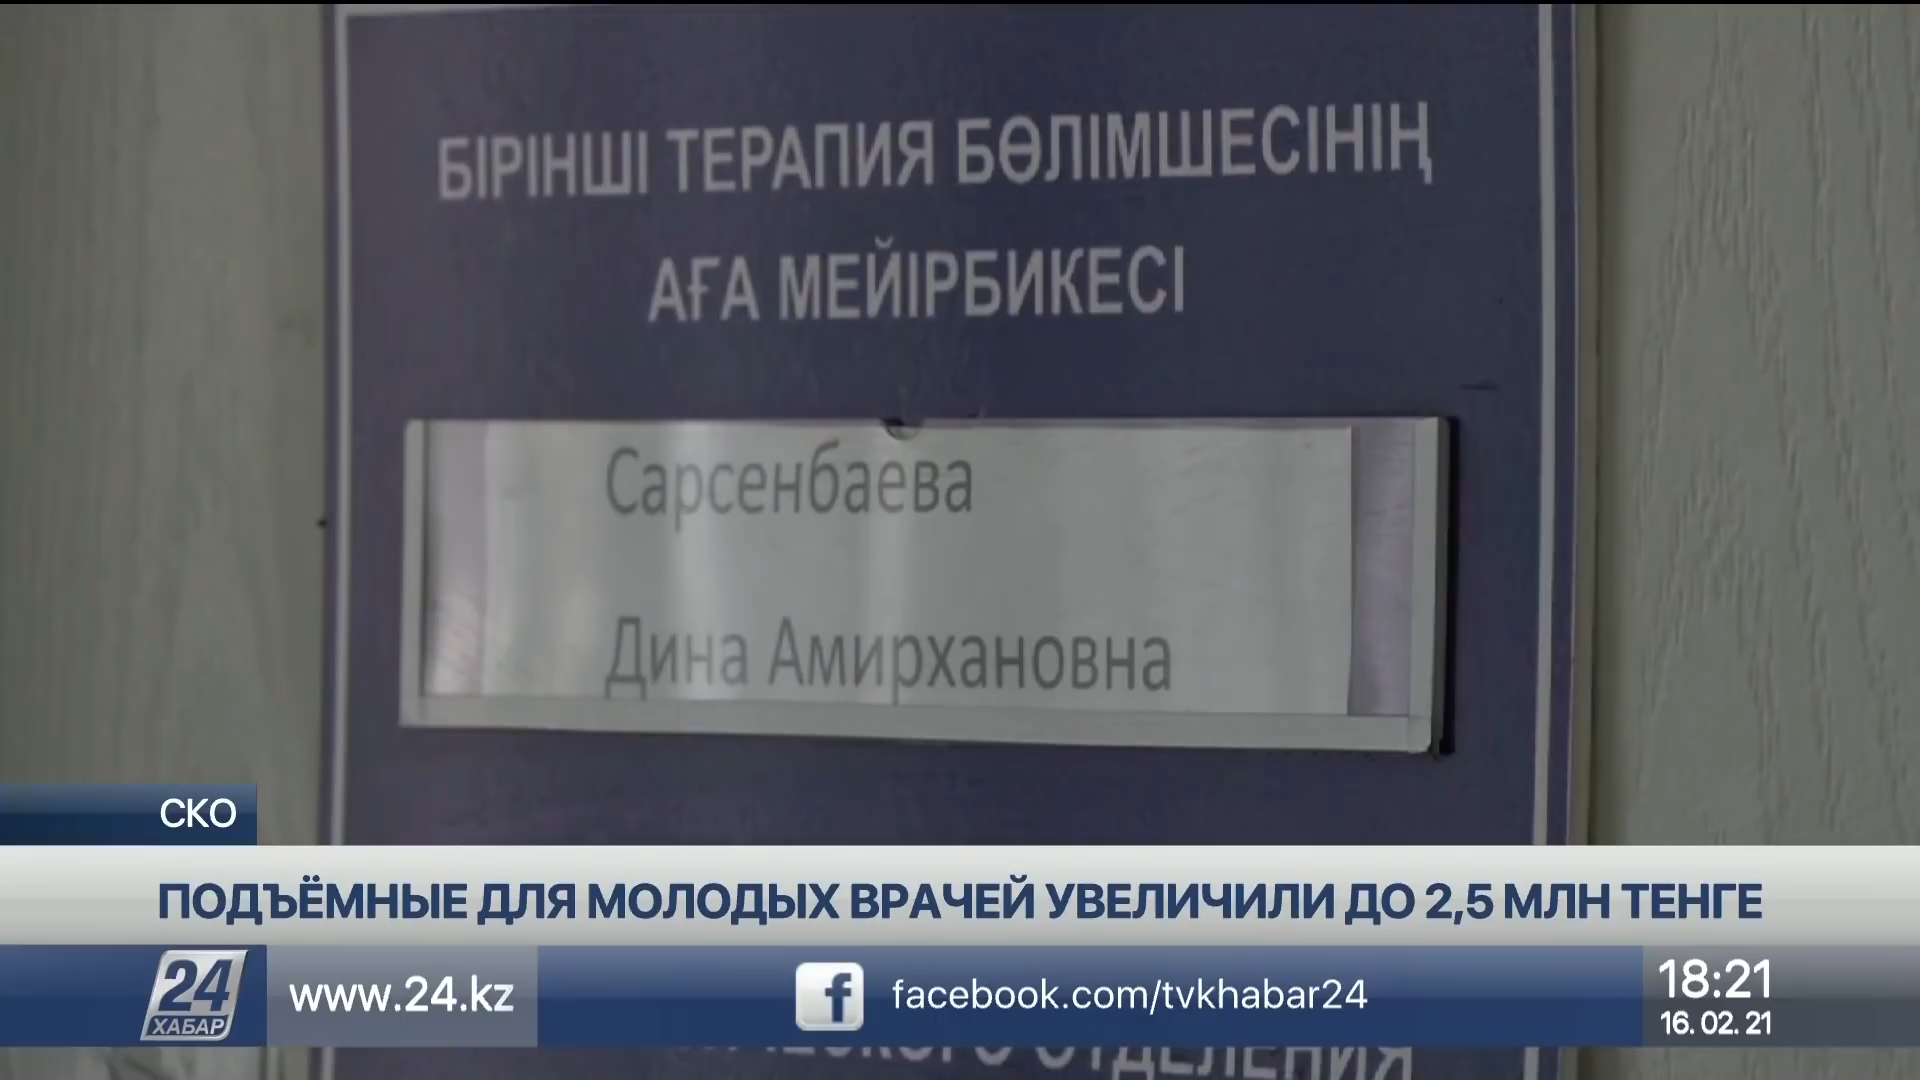 БІРІНШІ ТЕРАПИЯ БӨЛІМШЕСІНІҢ
АҒА МЕЙІРБИКЕСІ
Сарсенбаева
Дина Амирхановна
СКО
ПОДЪЁМНЫЕ ДЛЯ МОЛОДЫХ ВРАЧЕЙ УВЕЛИЧИЛИ ДО 2,5 МЛН ТЕНГЕ
24
ХАБАР
www.24.kz
f
facebook.com/tvkhabar24
18:21
16. 02. 21
ОТДЕЛЕНИЯ